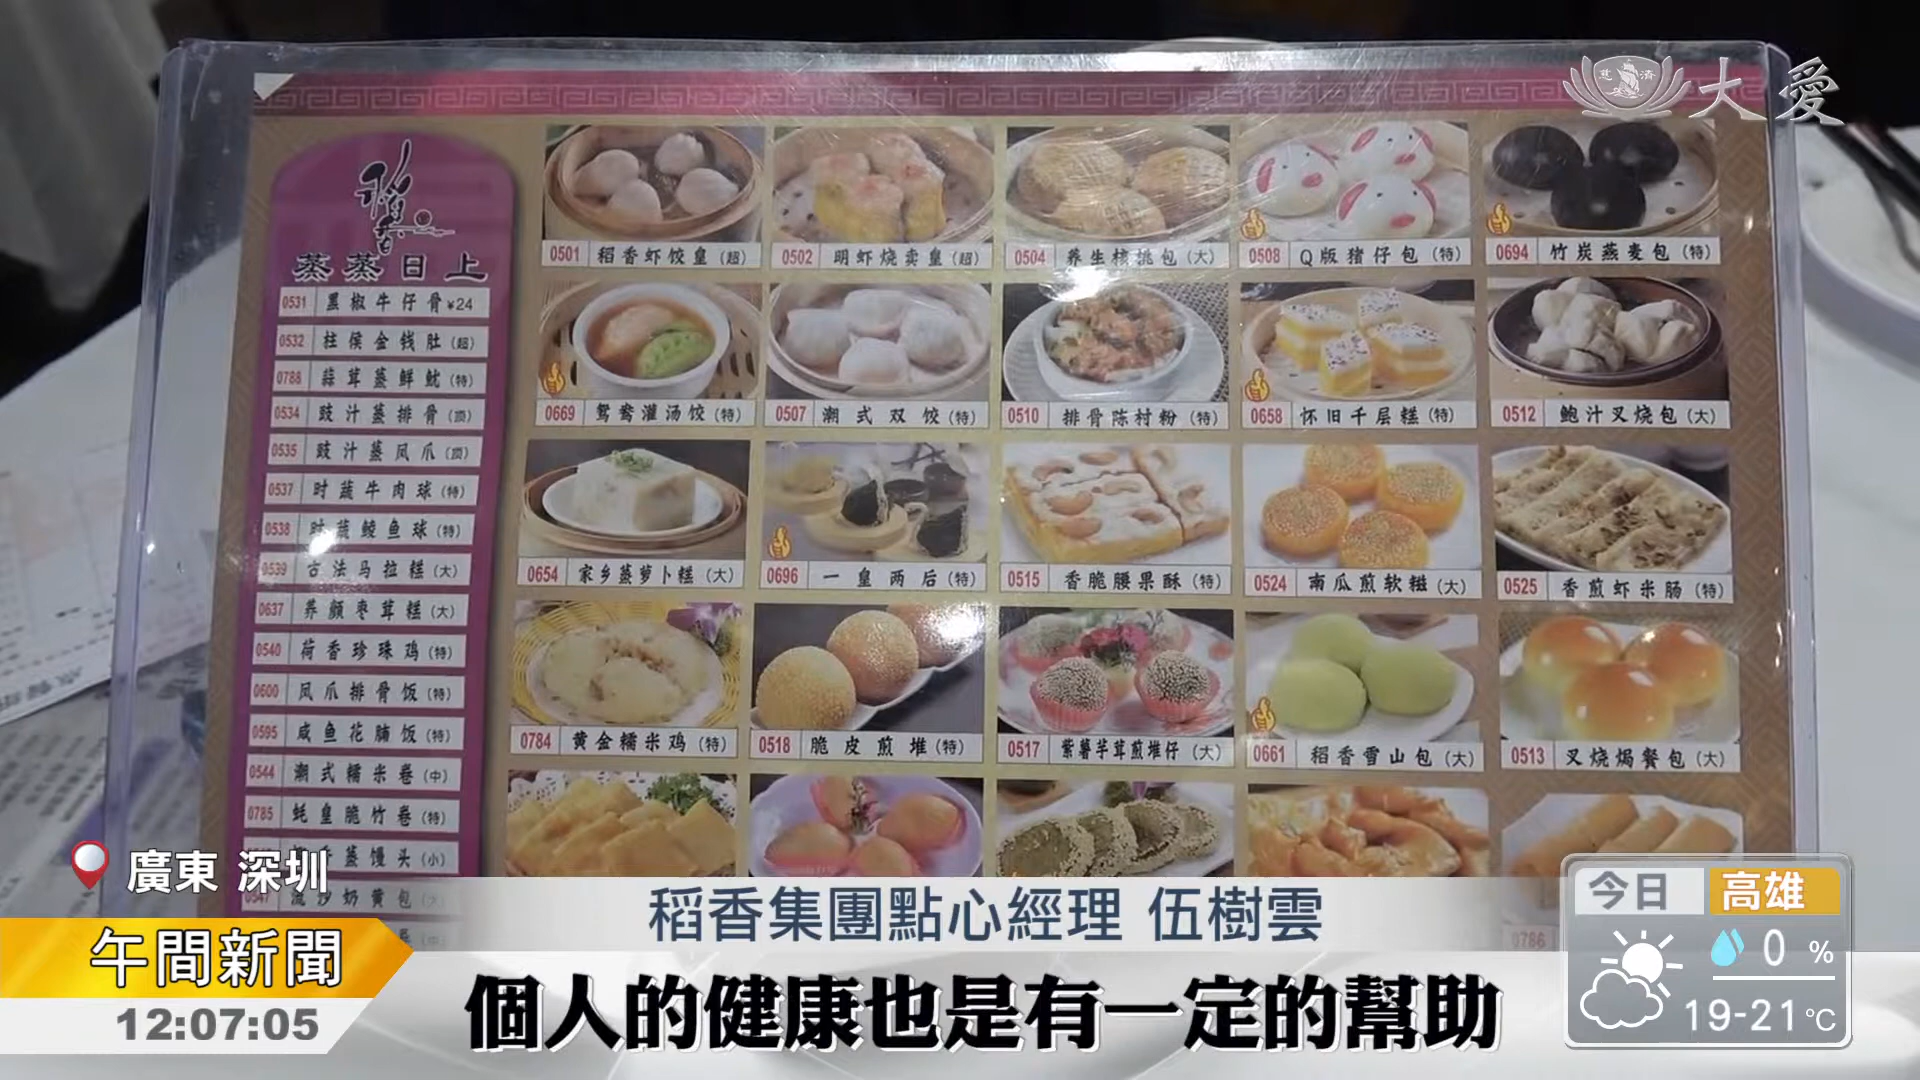 慈 濟
大愛
稻香
蒸蒸日上
0531 黑椒牛仔骨 ¥24
0532 柱侯金钱肚(超)
0788 蒜茸蒸鲜鱿(特)
0534 豉汁蒸排骨(顶)
0535 豉汁蒸凤爪(顶)
0537 时蔬牛肉球(特)
0538 时蔬鲮鱼球(特)
0539 古法马拉糕(大)
0637 养颜枣茸糕(大)
0540 荷香珍珠鸡(特)
0600 凤爪排骨饭(特)
0595 咸鱼花腩饭(特)
0544 潮式糯米卷(中)
0785 蚝皇脆竹卷(特)
蒸馒头(小)
0547 流沙奶黄包(大)
0501 稻香虾饺皇(超)
0502 明虾烧卖皇(超)
0504 养生核桃包(大)
0508 Q版猪仔包(特)
0694 竹炭燕麦包(特)
0669 鸳鸯灌汤饺(特)
0507 潮式双饺(特)
0510 排骨陈村粉(特)
0658 怀旧千层糕(特)
0512 鲍汁叉烧包(大)
0654 家乡蒸萝卜糕(大)
0696 一皇两后(特)
0515 香脆腰果酥(特)
0524 南瓜煎软糍(大)
0525 香煎虾米肠(特)
0784 黄金糯米鸡(特)
0518 脆皮煎堆(特)
0517 紫薯芋茸煎堆仔(大)
0661 稻香雪山包(大)
0513 叉烧焗餐包(大)
0786
廣東 深圳
稻香集團點心經理 伍樹雲
午間新聞
12:07:05
個人的健康也是有一定的幫助
今日 高雄
0 %
19-21℃